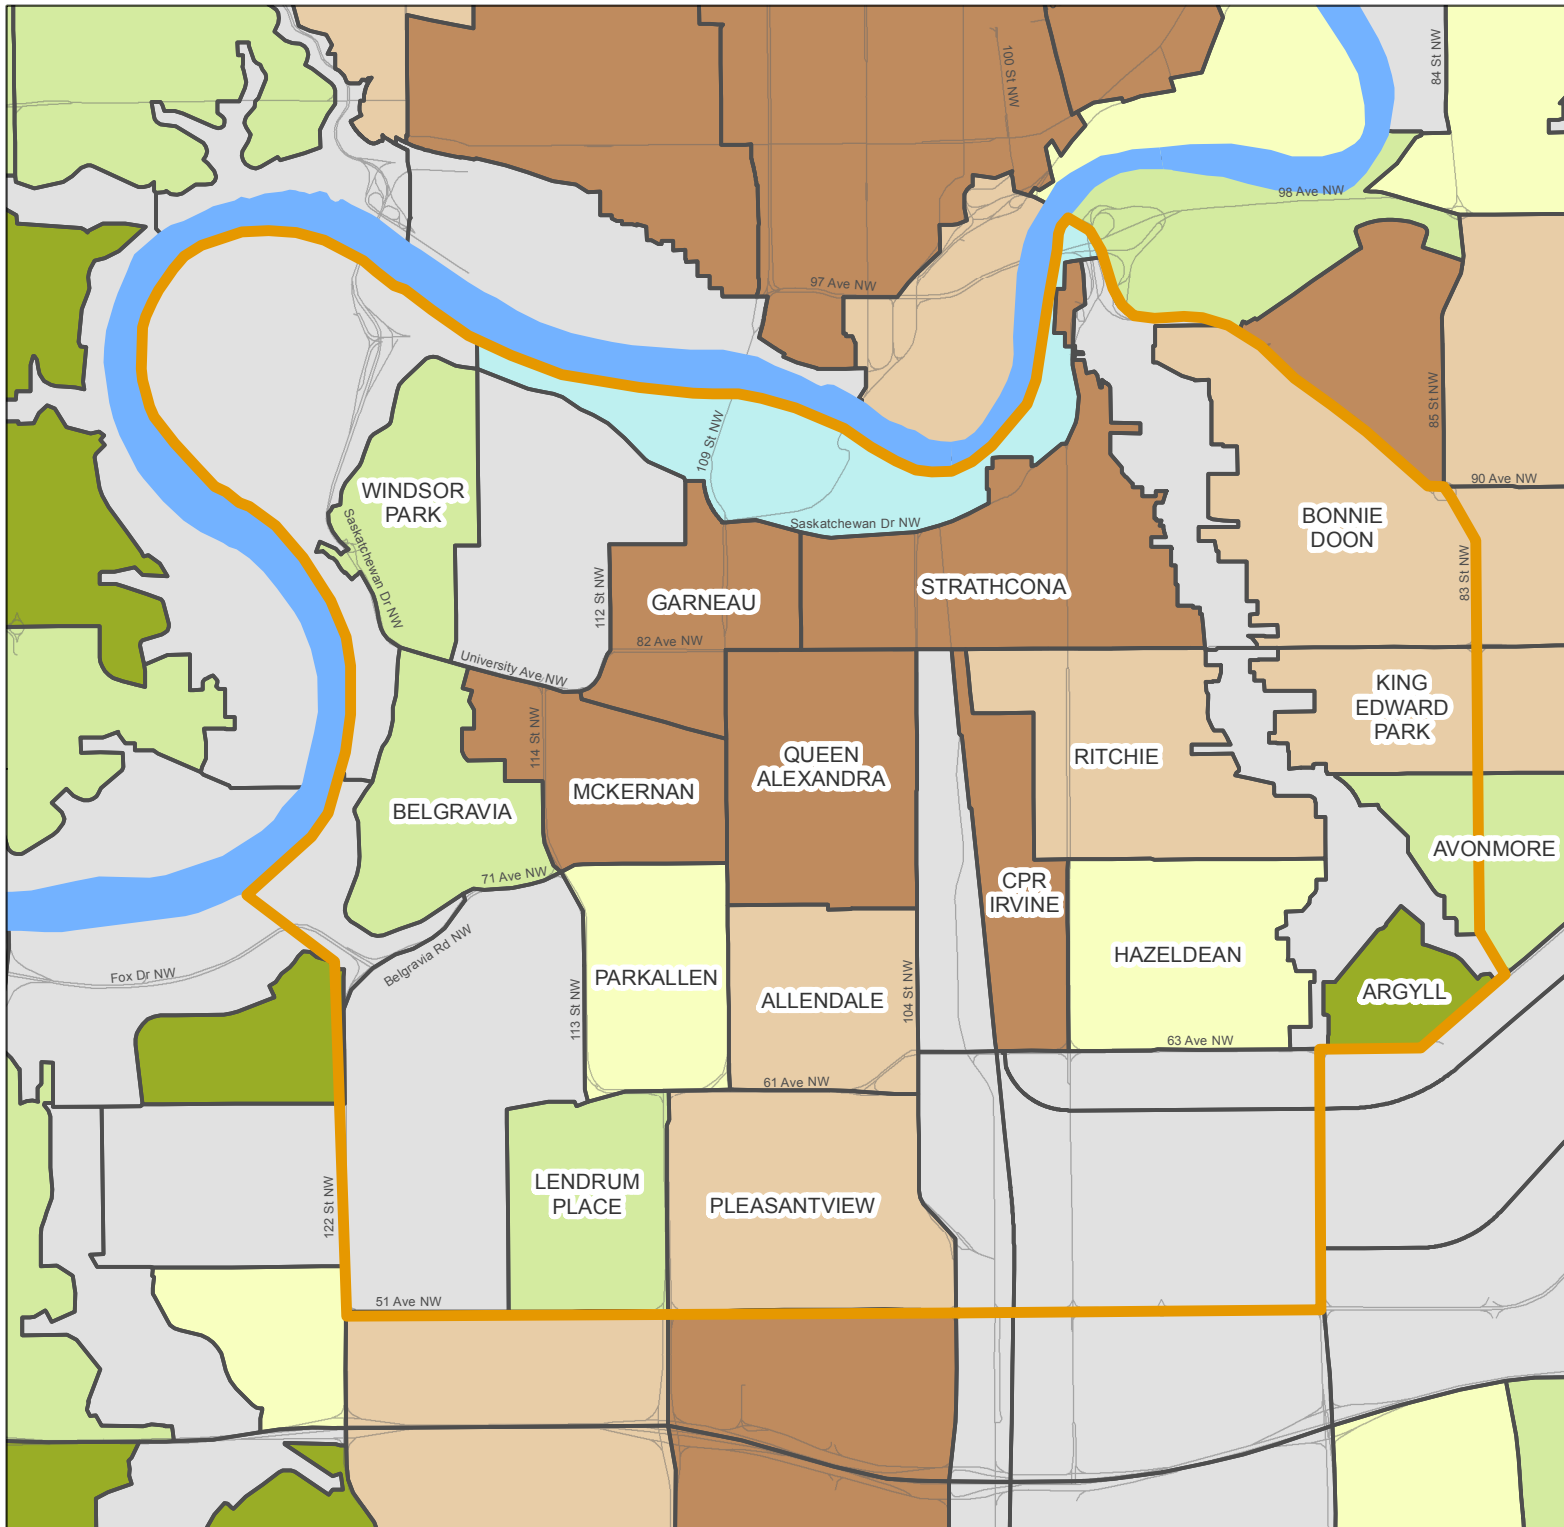 84 St NW
100 St NW
98 Ave NW
97 Ave NW
85 St NW
109 St NW
90 Ave NW
WINDSOR
PARK
Saskatchewan Dr NW
Saskatchewan Dr NW
BONNIE
DOON
83 St NW
112 St NW
GARNEAU
STRATHCONA
82 Ave NW
University Ave NW
KING
EDWARD
PARK
114 St NW
QUEEN
ALEXANDRA
RITCHIE
MCKERNAN
BELGRAVIA
AVONMORE
71 Ave NW
CPR
IRVINE
Belgravia Rd NW
Fox Dr NW
PARKALLEN
HAZELDEAN
ALLENDALE
ARGYLL
113 St NW
104 St NW
63 Ave NW
61 Ave NW
LENDRUM
PLACE
PLEASANTVIEW
122 St NW
51 Ave NW